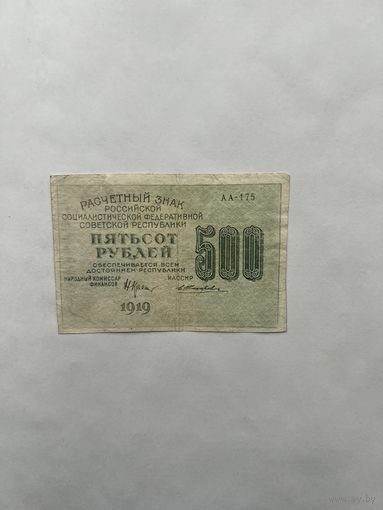 РАСЧЕТНЫЙ ЗНАК
РОССИЙСКОЙ
СОЦИАЛИСТИЧЕСКОЙ ФЕДЕРАТИВНОЙ
СОВЕТСКОЙ РЕСПУБЛИКИ
ПЯТЬСОТ
РУБЛЕЙ
ОБЕСПЕЧИВАЕТСЯ ВСЕМ
ДОСТОЯНИЕМ РЕСПУБЛИКИ
НАРОДНЫЙ КОМИССАР
ФИНАНСОВ
КАССИР
1919
АА-175
500